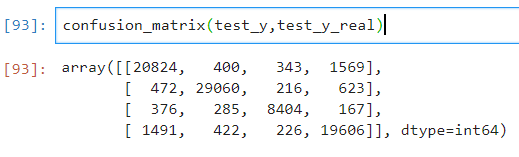 [93]: confusion_matrix(test_y,test_y_real)
[93]: array([[20824, 400, 343, 1569],
[ 472, 29060, 216, 623],
[ 376, 285, 8404, 167],
[ 1491, 422, 226, 19606]], dtype=int64)